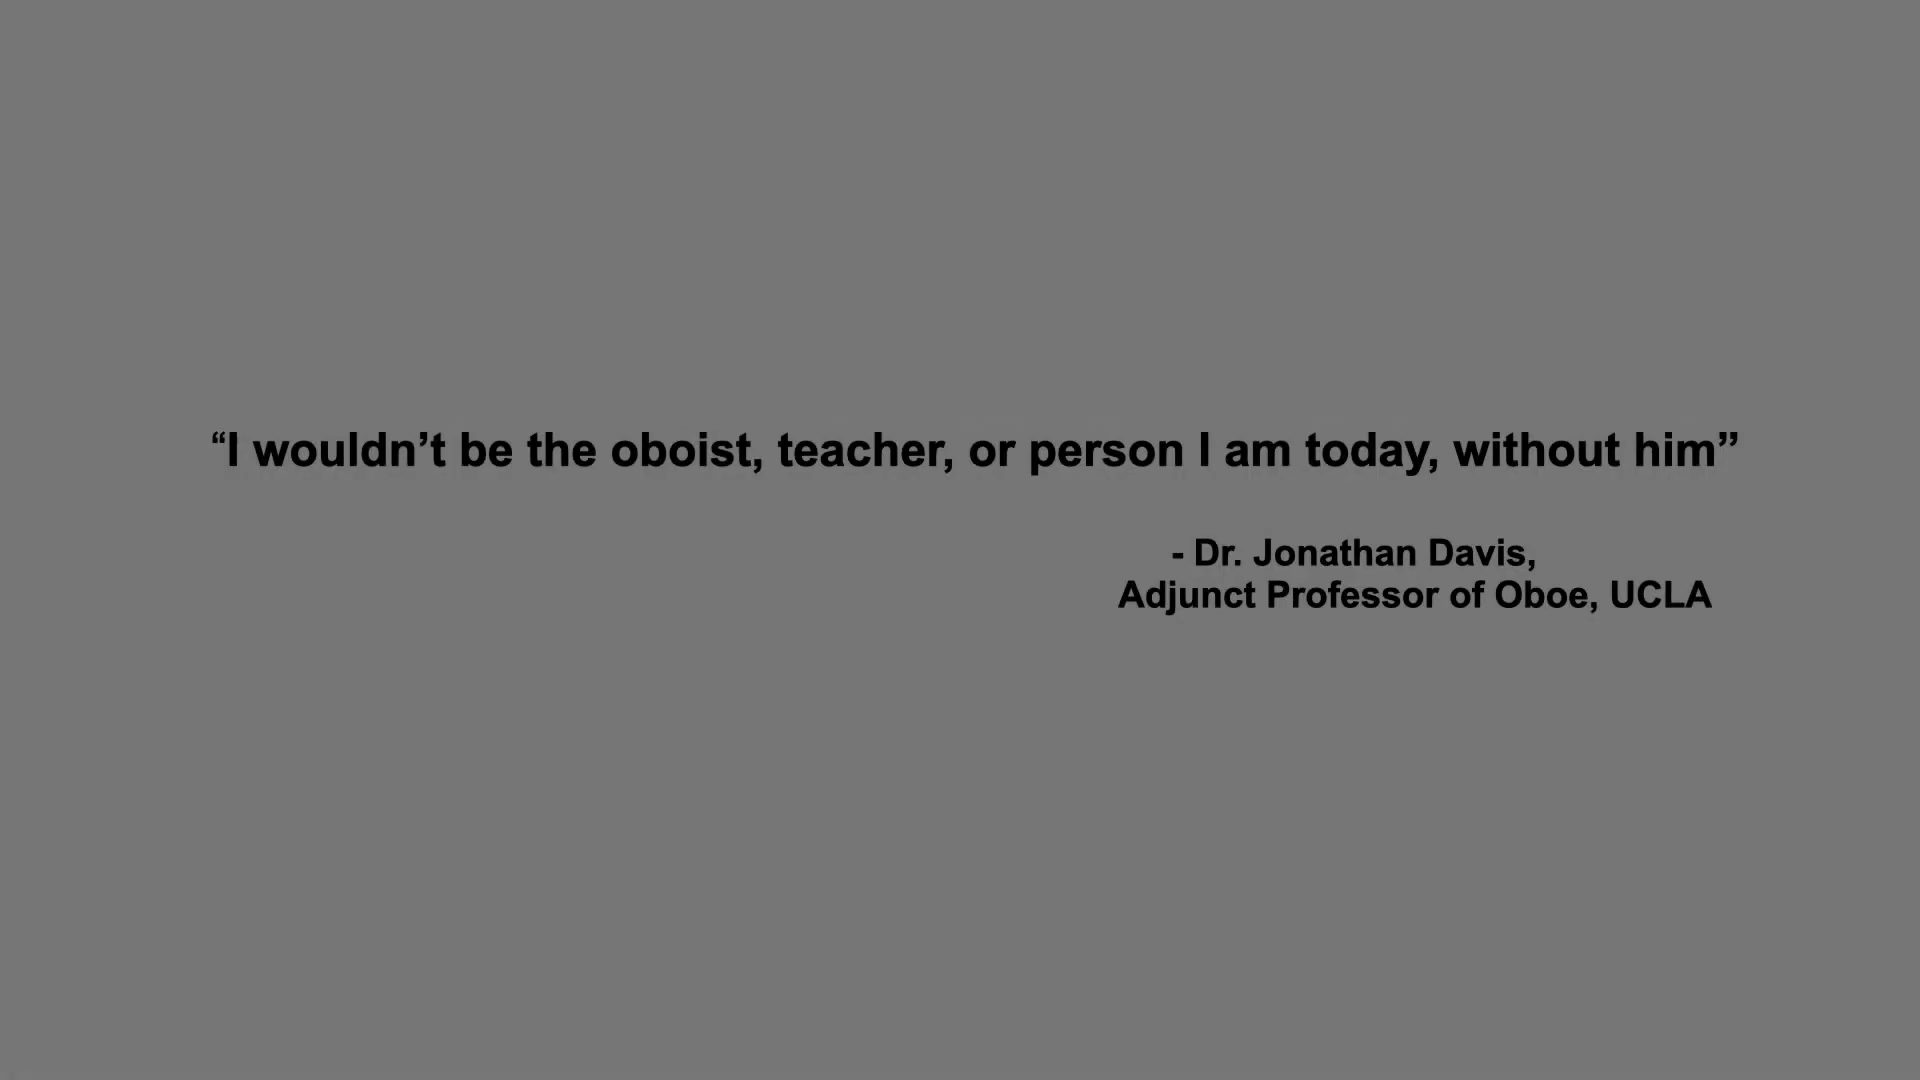 “I wouldn’t be the oboist, teacher, or person I am today, without him”
- Dr. Jonathan Davis,
Adjunct Professor of Oboe, UCLA